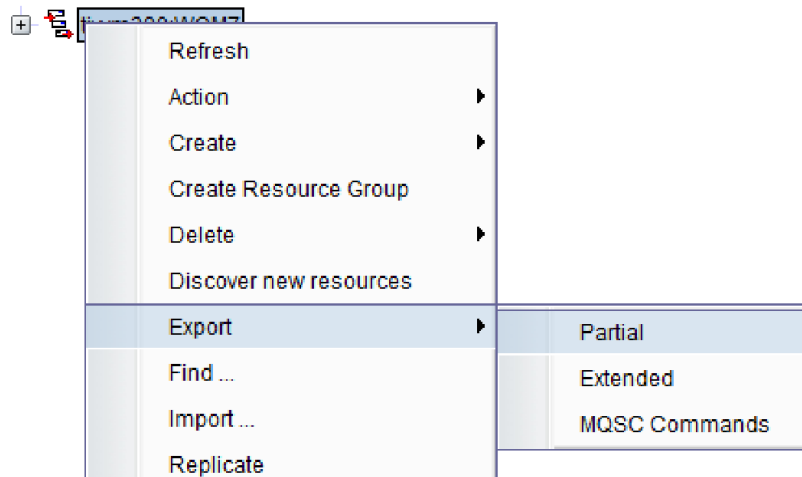 Refresh
Action
Create
Create Resource Group
Delete
Discover new resources
Export
Partial
Find ...
Extended
Import ...
MQSC Commands
Replicate